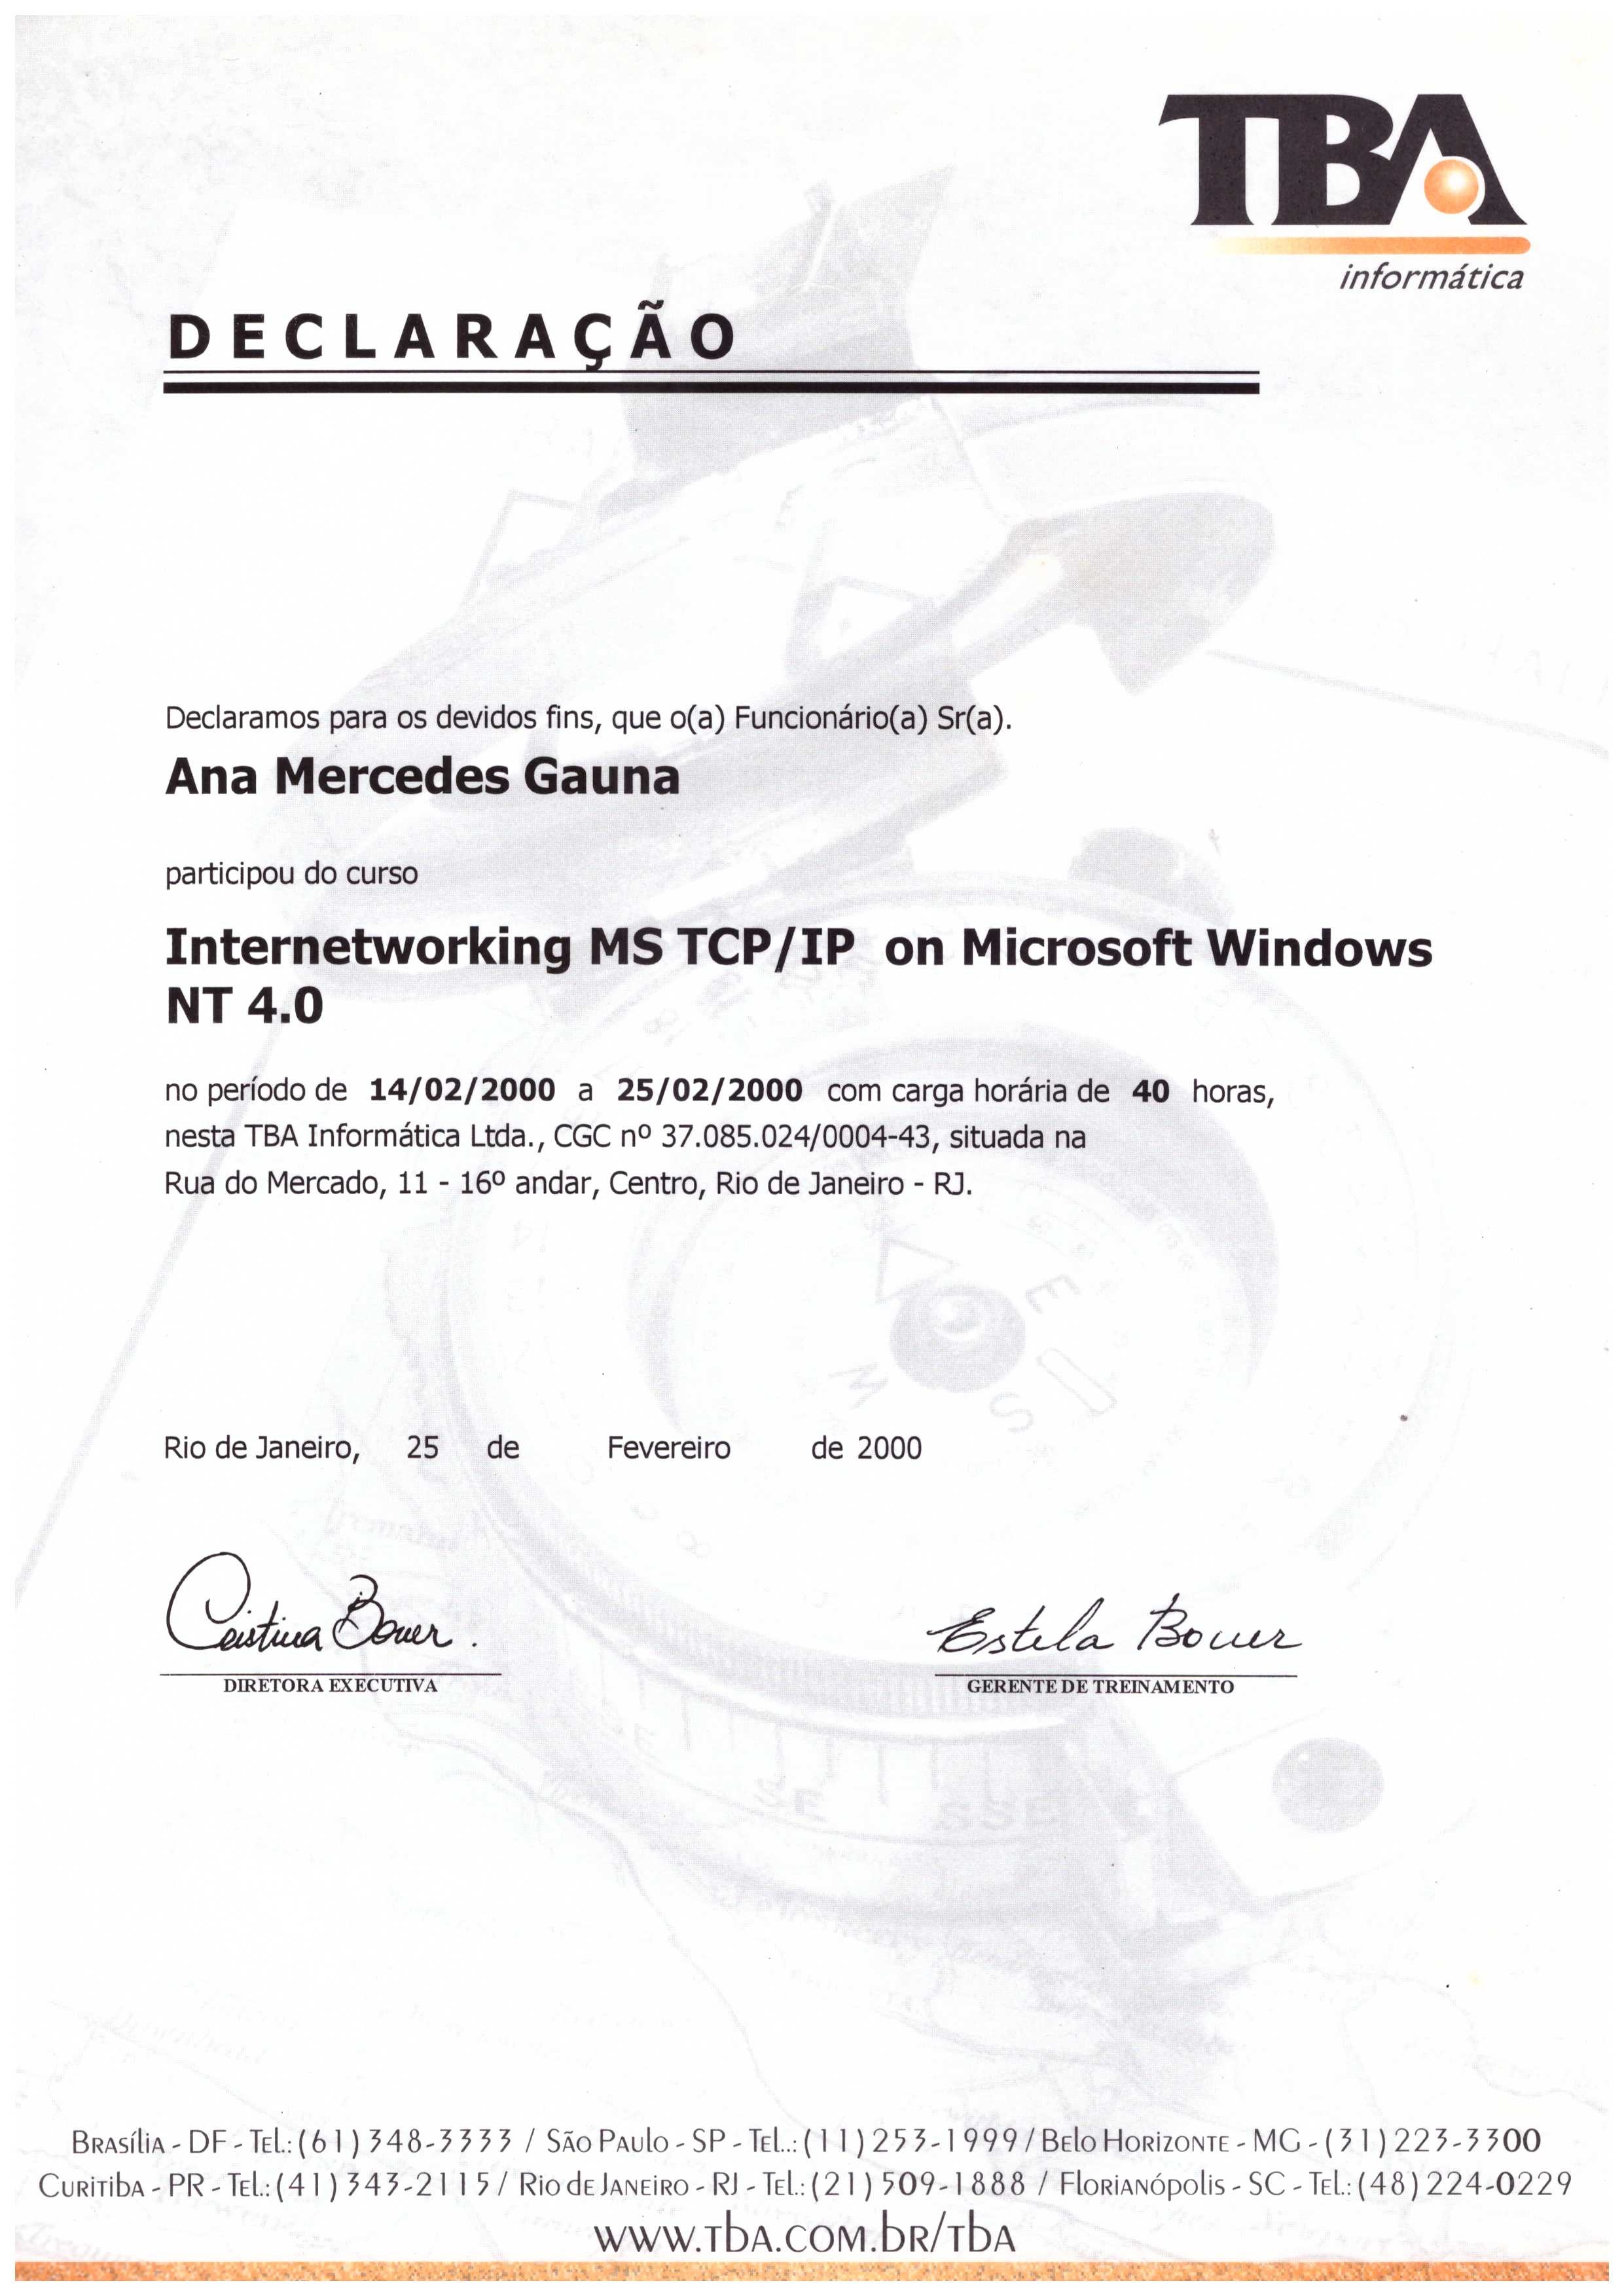 TBA
informática
DECLARAÇÃO
Declaramos para os devidos fins, que o(a) Funcionário(a) Sr(a).
Ana Mercedes Gauna
participou do curso
Internetworking MS TCP/IP on Microsoft Windows
NT 4.0
no período de 14/02/2000 a 25/02/2000 com carga horária de 40 horas,
nesta TBA Informática Ltda., CGC nº 37.085.024/0004-43, situada na
Rua do Mercado, 11 - 16º andar, Centro, Rio de Janeiro - RJ.
E
S
Rio de Janeiro, 25 de Fevereiro de 2000
Cristina Boner. Estela Boner
DIRETORA EXECUTIVA GERENTE DE TREINAMENTO
SE SSE
Brasília - DF - Tel.: (61) 348-3333 / São Paulo - SP - Tel..: (11) 253-1999 / Belo Horizonte - MG - (31) 223-3300
Curitiba - PR - Tel.: (41) 343-2115 / Rio de Janeiro - RJ - Tel.: (21) 509-1888 / Florianópolis - SC - Tel.: (48) 224-0229
www.tba.com.br/tba